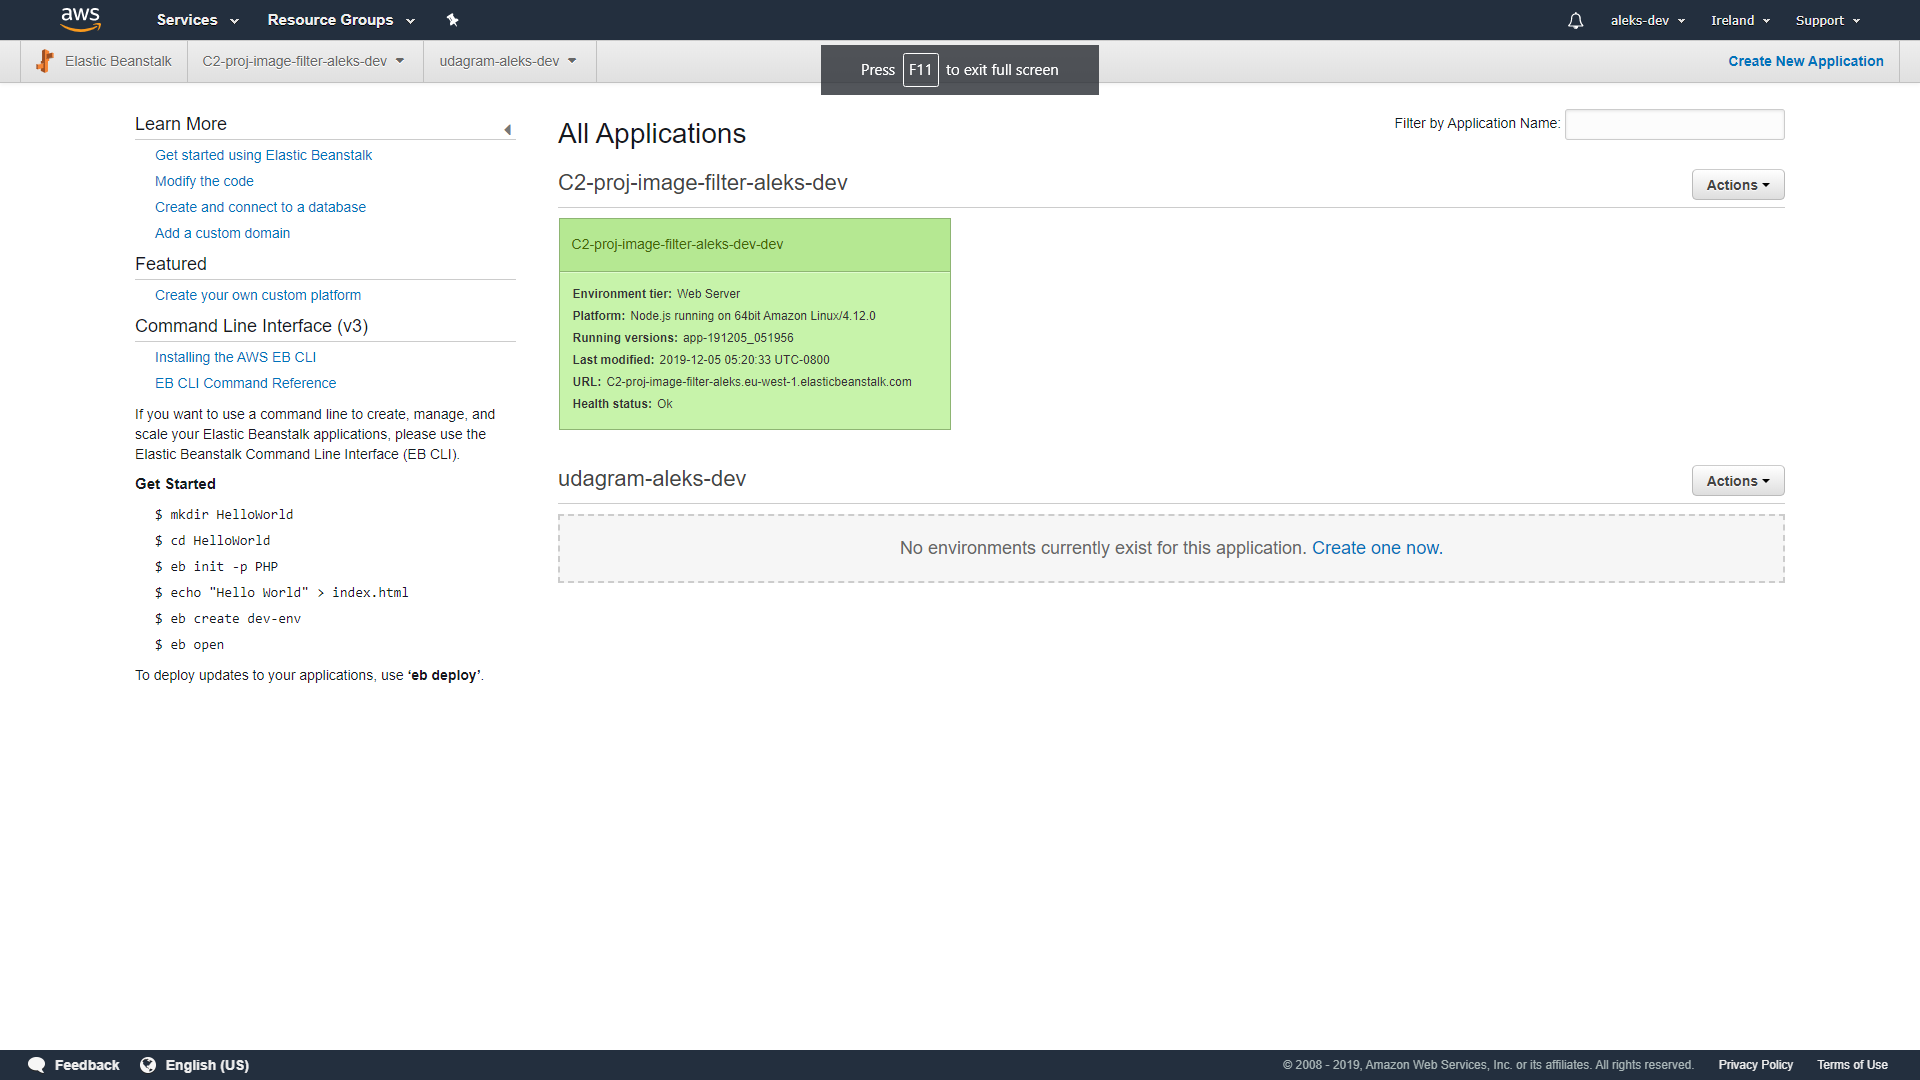 aws
Services
Resource Groups
aleks-dev
Ireland
Support
Elastic Beanstalk
C2-proj-image-filter-aleks-dev
udagram-aleks-dev
Press F11 to exit full screen
Create New Application
Learn More
Get started using Elastic Beanstalk
Modify the code
Create and connect to a database
Add a custom domain
Featured
Create your own custom platform
Command Line Interface (v3)
Installing the AWS EB CLI
EB CLI Command Reference
If you want to use a command line to create, manage, and
scale your Elastic Beanstalk applications, please use the
Elastic Beanstalk Command Line Interface (EB CLI).
Get Started
$ mkdir HelloWorld
$ cd HelloWorld
$ eb init -p PHP
$ echo "Hello World" > index.html
$ eb create dev-env
$ eb open
To deploy updates to your applications, use ‘eb deploy’.
All Applications
Filter by Application Name:
C2-proj-image-filter-aleks-dev
Actions
C2-proj-image-filter-aleks-dev-dev
Environment tier: Web Server
Platform: Node.js running on 64bit Amazon Linux/4.12.0
Running versions: app-191205_051956
Last modified: 2019-12-05 05:20:33 UTC-0800
URL: C2-proj-image-filter-aleks.eu-west-1.elasticbeanstalk.com
Health status: Ok
udagram-aleks-dev
Actions
No environments currently exist for this application. Create one now.
Feedback
English (US)
© 2008 - 2019, Amazon Web Services, Inc. or its affiliates. All rights reserved.
Privacy Policy
Terms of Use